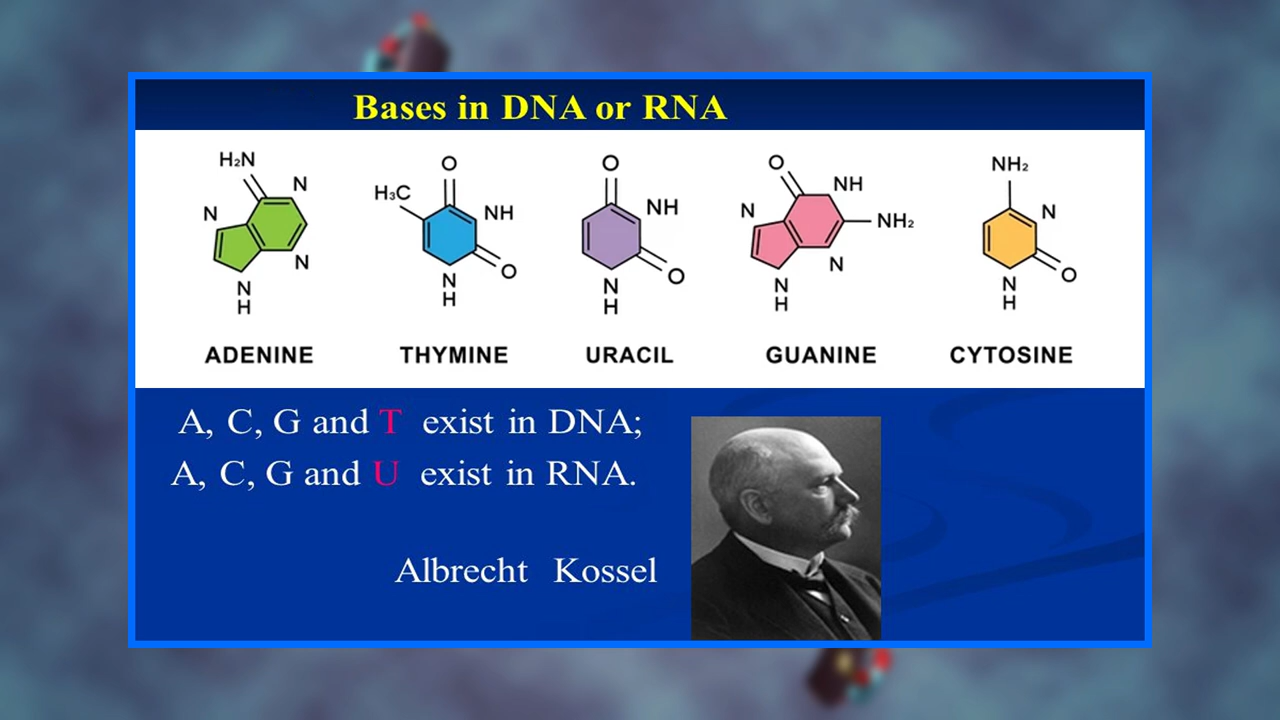 Bases in DNA or RNA
H₂N
N
N
N
N
H
ADENINE
O
H₃C
NH
O
N
H
THYMINE
O
NH
O
N
H
URACIL
O
NH
N
NH₂
N
N
H
GUANINE
NH₂
N
O
N
H
CYTOSINE
A, C, G and T exist in DNA;
A, C, G and U exist in RNA.
Albrecht Kossel